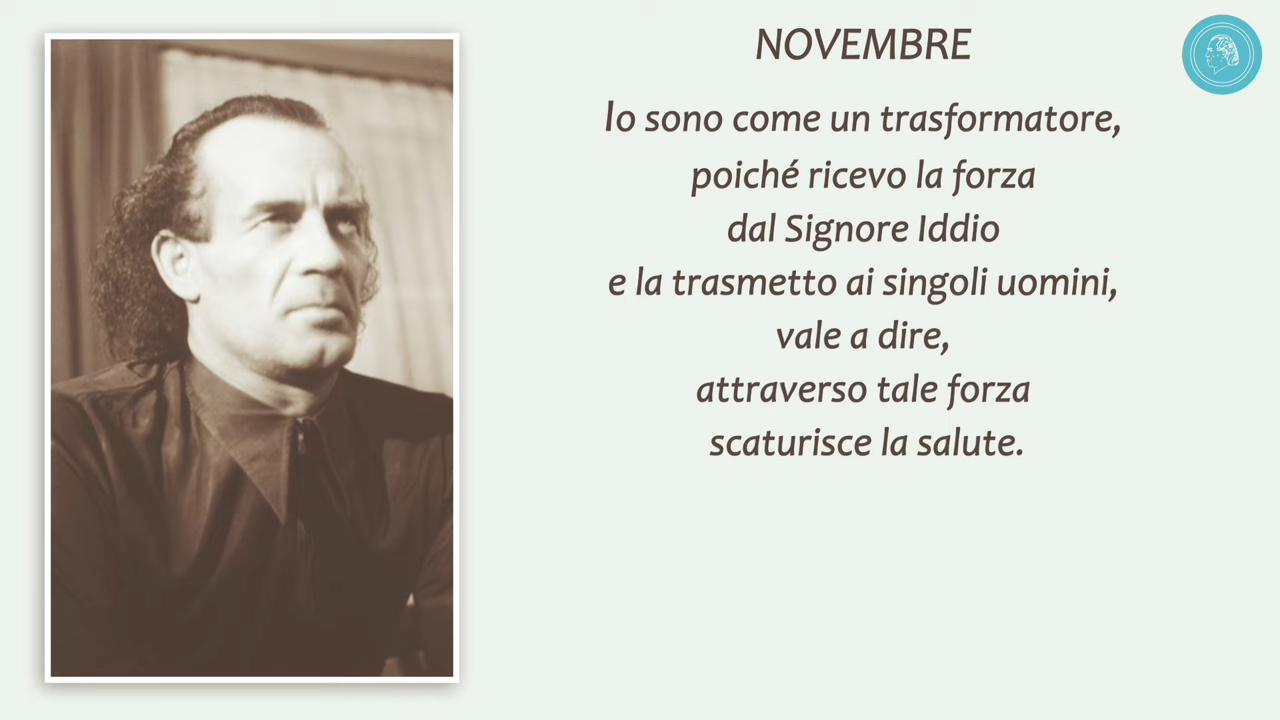 NOVEMBRE
Io sono come un trasformatore,
poiché ricevo la forza
dal Signore Iddio
e la trasmetto ai singoli uomini,
vale a dire,
attraverso tale forza
scaturisce la salute.